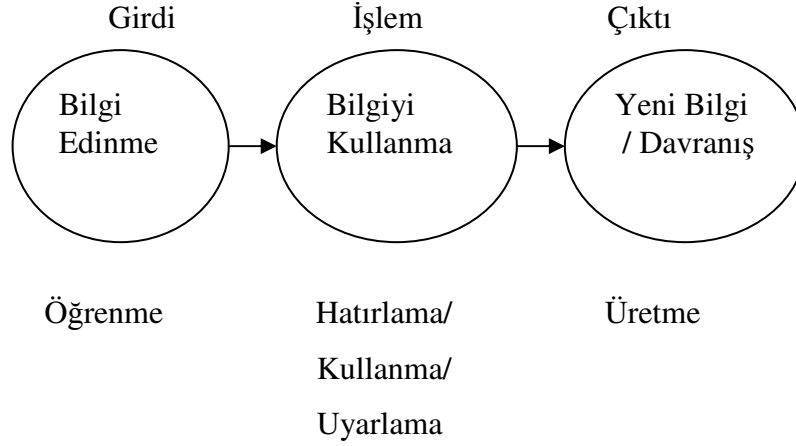 Girdi İşlem Çıktı
Bilgi Edinme
Bilgiyi Kullanma
Yeni Bilgi / Davranış
Öğrenme Hatırlama/ Üretme
Kullanma/
Uyarlama